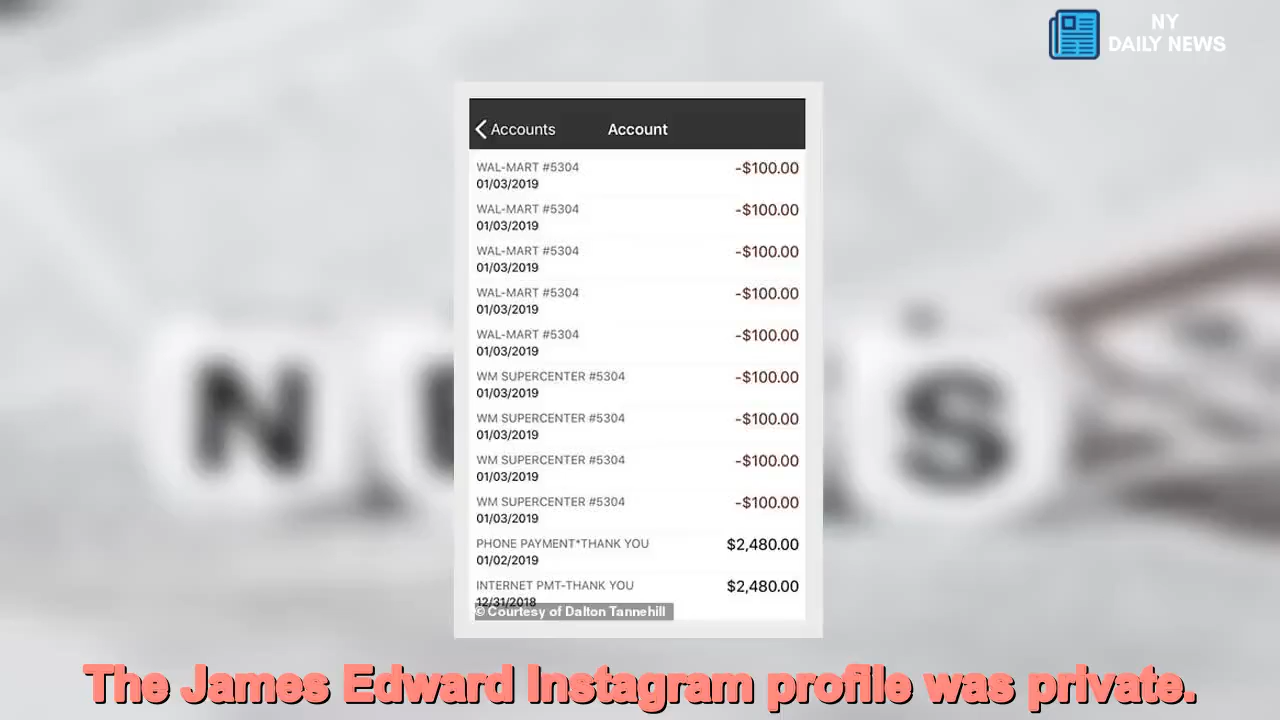 NY
DAILY NEWS
Accounts
Account
WAL-MART #5304
-$100.00
01/03/2019
WAL-MART #5304
-$100.00
01/03/2019
WAL-MART #5304
-$100.00
01/03/2019
WAL-MART #5304
-$100.00
01/03/2019
WAL-MART #5304
-$100.00
01/03/2019
WM SUPERCENTER #5304
-$100.00
01/03/2019
WM SUPERCENTER #5304
-$100.00
01/03/2019
WM SUPERCENTER #5304
-$100.00
01/03/2019
WM SUPERCENTER #5304
-$100.00
01/03/2019
PHONE PAYMENT*THANK YOU
$2,480.00
01/02/2019
INTERNET PMT-THANK YOU
$2,480.00
12/31/2018
© Courtesy of Dalton Tannehill
The James Edward Instagram profile was private.